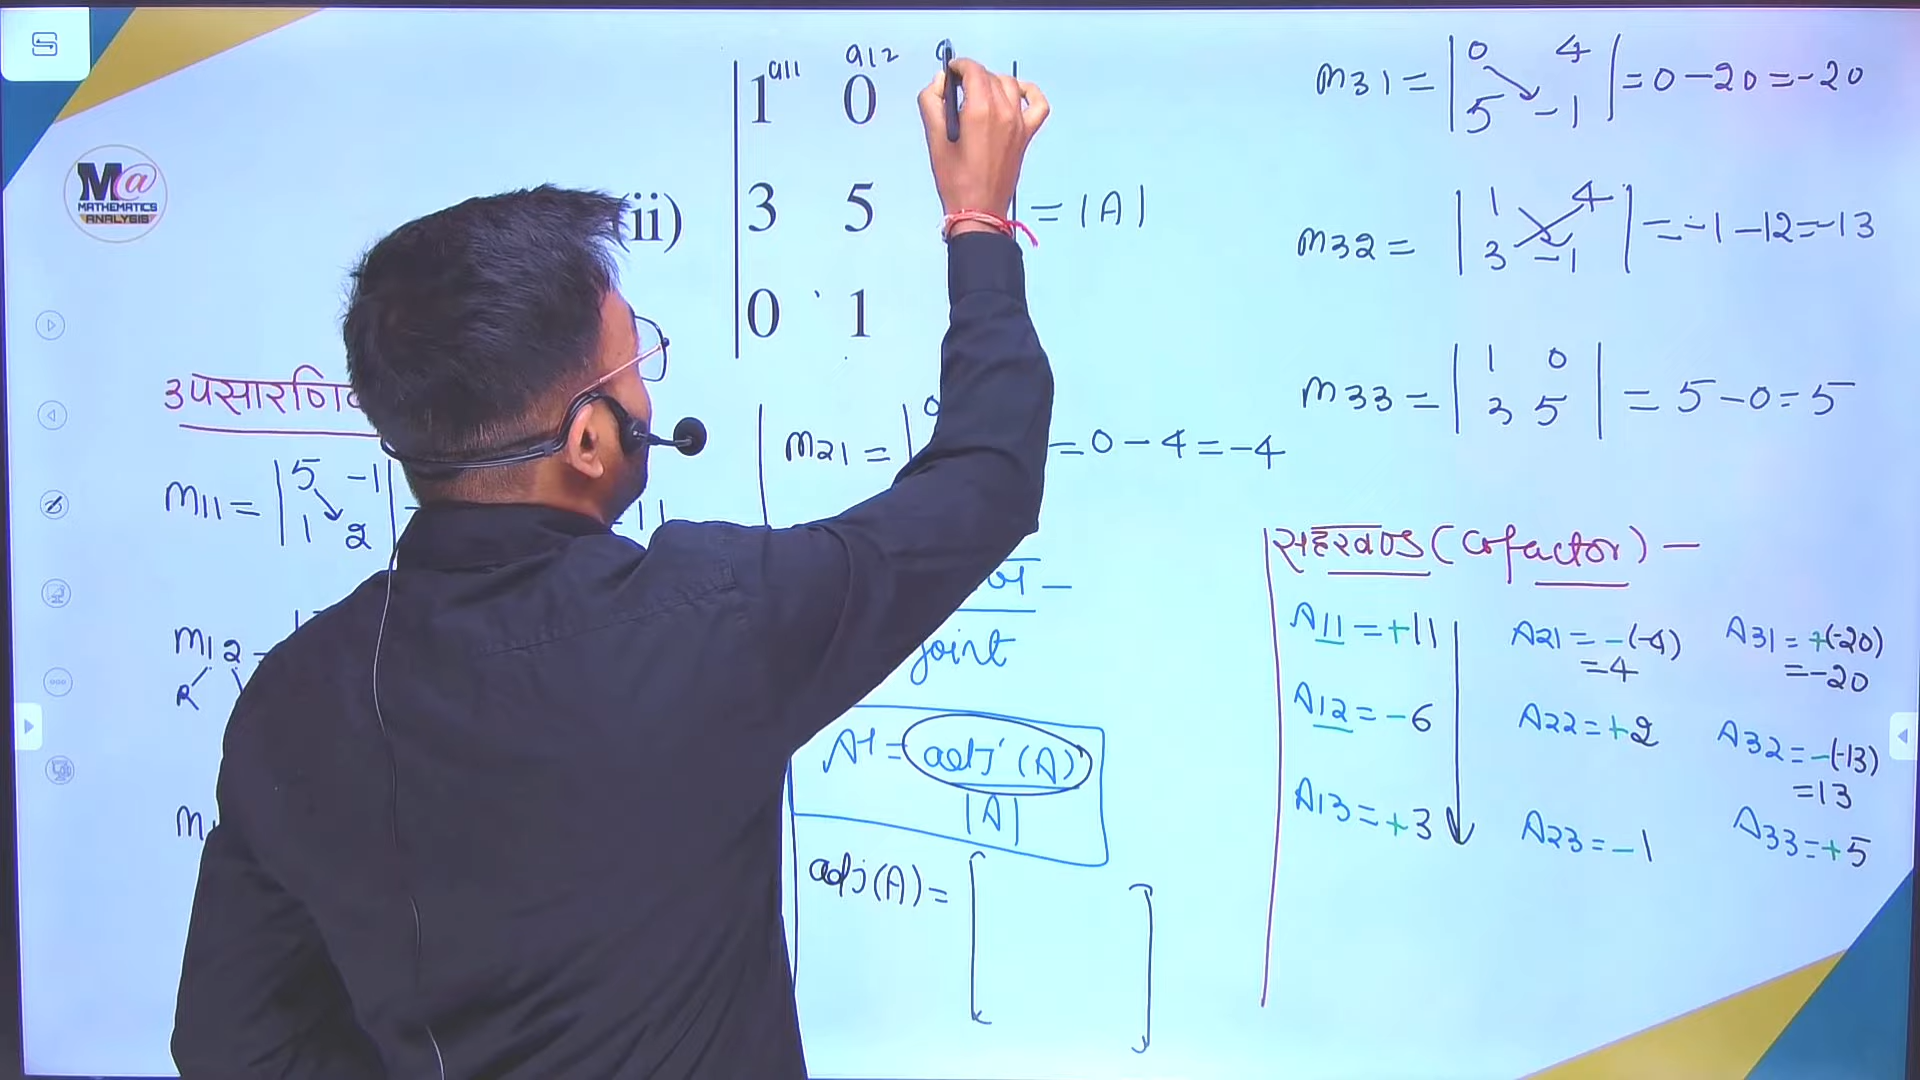 M@
MATHEMATICS
ANALYSIS
(ii)
a11 a12
1 0
3 5 = |A|
0 1
m31 = | 0 4 | = 0 - 20 = -20
5 -1
m32 = | 1 4 | = -1 - 12 = -13
3 -1
m33 = | 1 0 | = 5 - 0 = 5
3 5
m21 = | 0 = 0 - 4 = -4
M11 = | 5 -1 |
1 2
M12
R
joint
A-1 = adj (A)
|A|
adj(A) =
सहखण्ड (Cofactor) -
A11 = +11 A21 = -(-4) A31 = +(-20)
= 4 = -20
A12 = -6 A22 = +2 A32 = -(-13)
= 13
A13 = +3 A23 = -1 A33 = +5